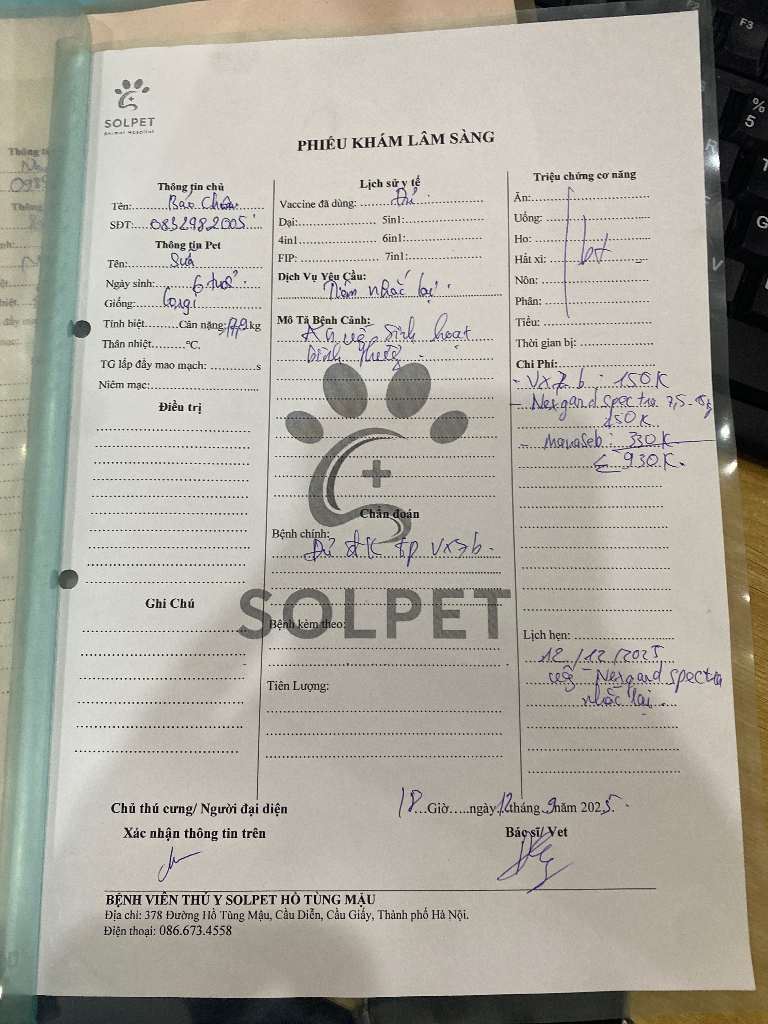 SOLPET
Animal Hospital
PHIẾU KHÁM LÂM SÀNG
Thông tin chủ
Tên: Bảo Châu
SĐT: 0832982005
Thông tin Pet
Tên: Sữa
Ngày sinh: 6 tuổi
Giống: Corgi
Tính biệt.......... Cân nặng: kg
Thân nhiệt..............°C.
TG lấp đầy mao mạch: ..............s
Niêm mạc:
Điều trị
Ghi Chú
Lịch sử y tế
Vaccine đã dùng: Đủ
Dại: 5in1:
4in1 6in1:
FIP: 7in1:
Dịch Vụ Yêu Cầu:
Tiêm nhắc lại
Mô Tả Bệnh Cảnh:
Ăn uống sinh hoạt
bình thường
Chẩn đoán
Bệnh chính:
Đủ đK tp vx7b.
SOLPET
Bệnh kèm theo:
Tiên Lượng:
Triệu chứng cơ năng
Ăn:
Uống:
Ho: bt
Hắt xì:
Nôn:
Phân:
Tiểu:
Thời gian bị:
Chi Phí:
- Vx7b: 150K
- Nexgard spectra 7,5-15kg
- 330K
930K.
Lịch hẹn:
12/12/2025
uống Nexgard spectra
nhắc lại.
Chủ thú cưng/ Người đại diện
Xác nhận thông tin trên
18 Giờ.....ngày 12 tháng 9 năm 2025.
Bác sĩ/ Vet
BỆNH VIÊN THÚ Y SOLPET HỒ TÙNG MẬU
Địa chỉ: 378 Đường Hồ Tùng Mậu, Cầu Diễn, Cầu Giấy, Thành phố Hà Nội.
Điện thoại: 086.673.4558